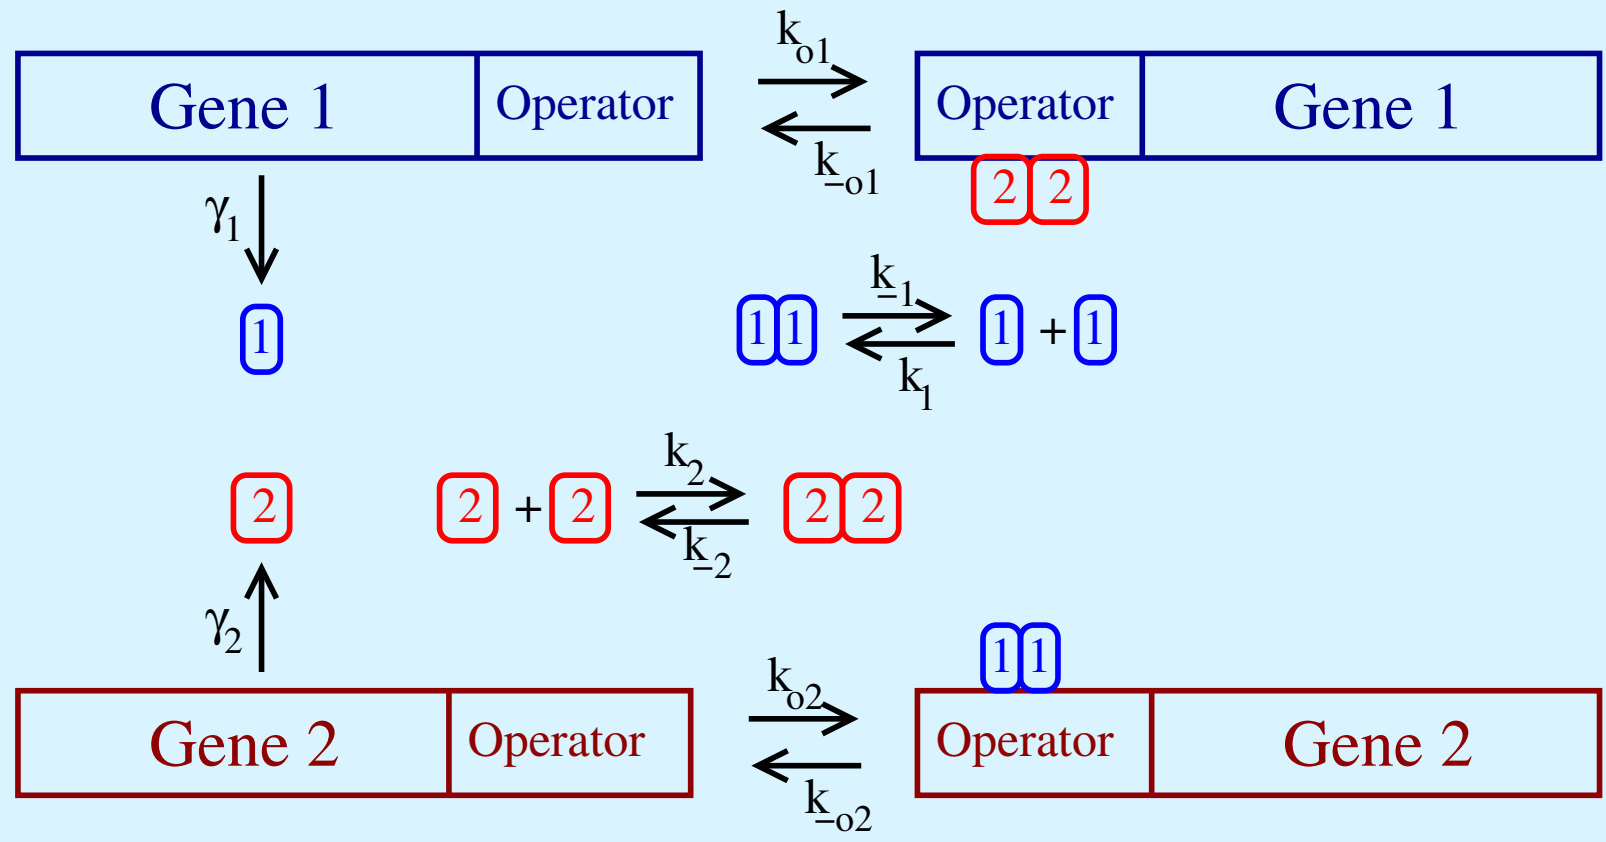 k_o1
Gene 1 Operator Operator Gene 1
k_-o1
2 2
γ_1
k_-1
1 1 1 1 + 1
k_1
k_2
2 2 + 2 2 2
k_-2
γ_2
1 1
k_o2
Gene 2 Operator Operator Gene 2
k_-o2